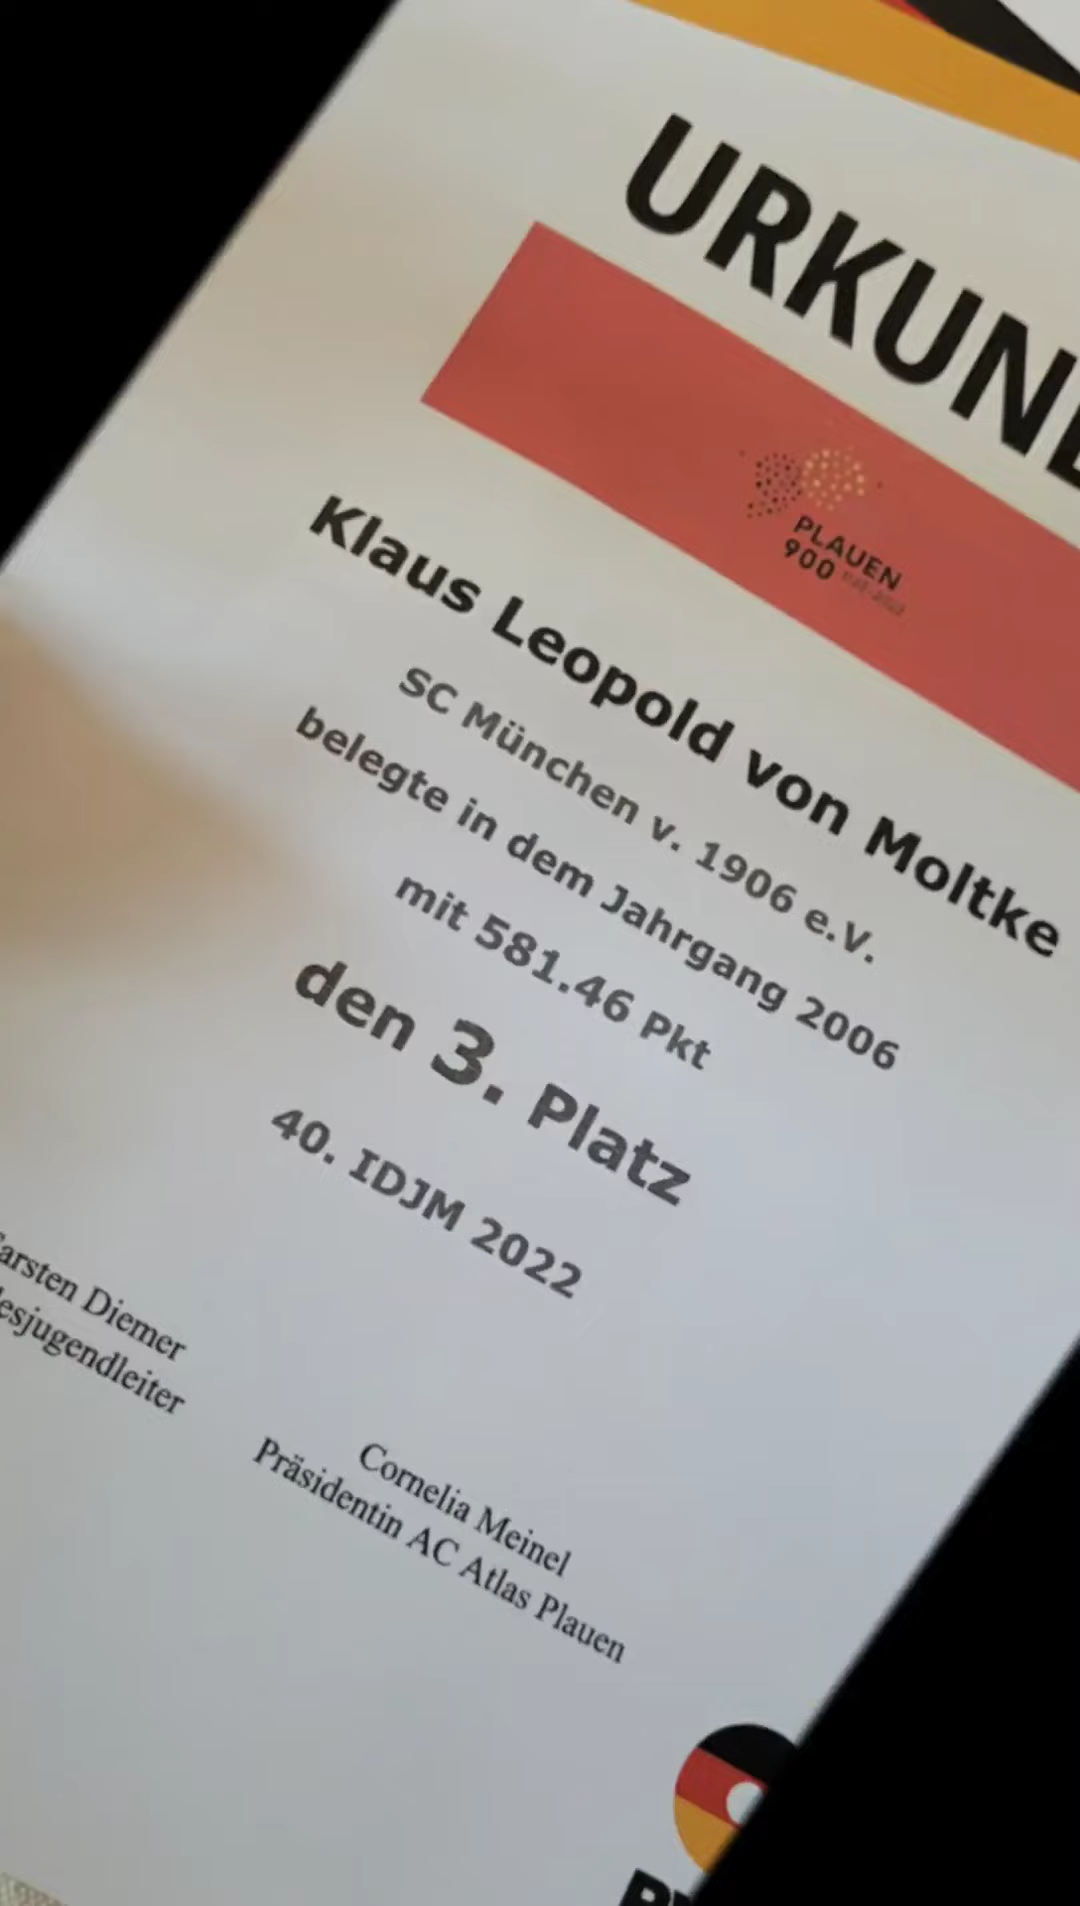 URKUN
PLAUEN
900
Klaus Leopold von Moltke
SC München v. 1906 e.V.
belegte in dem Jahrgang 2006
mit 581.46 Pkt
den 3. Platz
40. IDJM 2022
arsten Diemer
esjugendleiter
Cornelia Meinel
Präsidentin AC Atlas Plauen